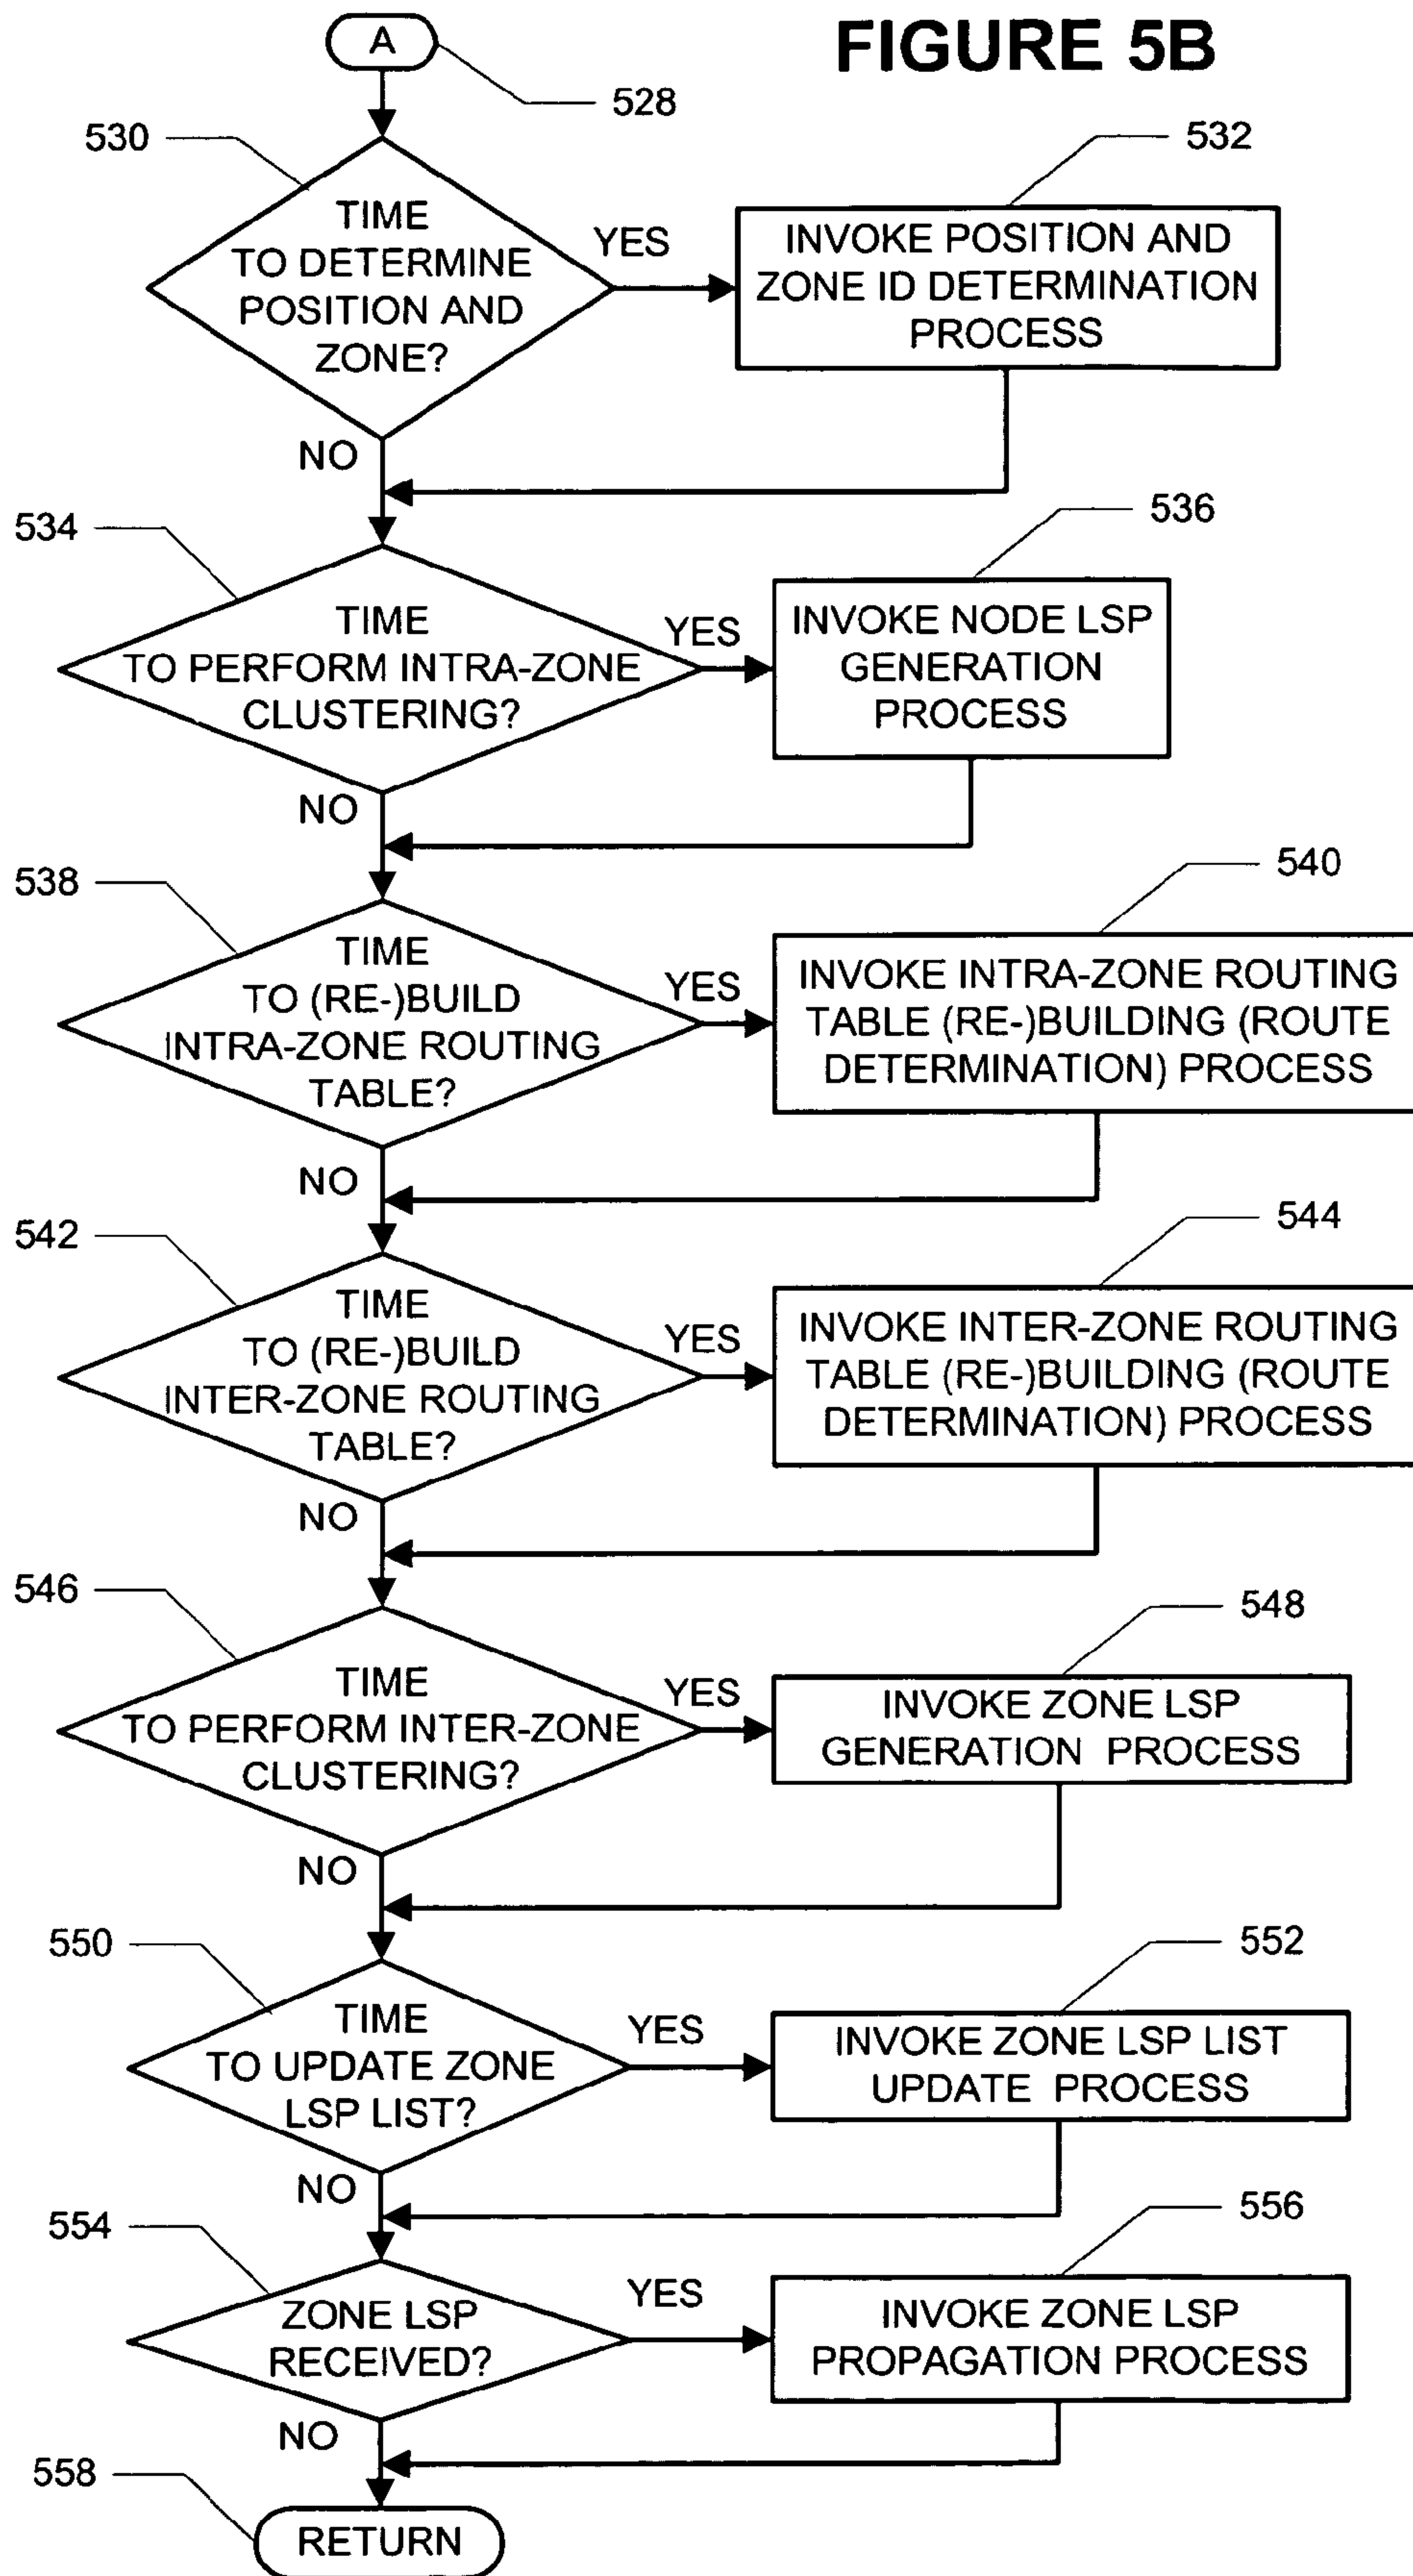 FIGURE 5B
A
528
530
TIME
TO DETERMINE
POSITION AND
ZONE?
YES
532
INVOKE POSITION AND
ZONE ID DETERMINATION
PROCESS
NO
534
TIME
TO PERFORM INTRA-ZONE
CLUSTERING?
YES
536
INVOKE NODE LSP
GENERATION
PROCESS
NO
538
TIME
TO (RE-)BUILD
INTRA-ZONE ROUTING
TABLE?
YES
540
INVOKE INTRA-ZONE ROUTING
TABLE (RE-)BUILDING (ROUTE
DETERMINATION) PROCESS
NO
542
TIME
TO (RE-)BUILD
INTER-ZONE ROUTING
TABLE?
YES
544
INVOKE INTER-ZONE ROUTING
TABLE (RE-)BUILDING (ROUTE
DETERMINATION) PROCESS
NO
546
TIME
TO PERFORM INTER-ZONE
CLUSTERING?
YES
548
INVOKE ZONE LSP
GENERATION PROCESS
NO
550
TIME
TO UPDATE ZONE
LSP LIST?
YES
552
INVOKE ZONE LSP LIST
UPDATE PROCESS
NO
554
ZONE LSP
RECEIVED?
YES
556
INVOKE ZONE LSP
PROPAGATION PROCESS
NO
558
RETURN